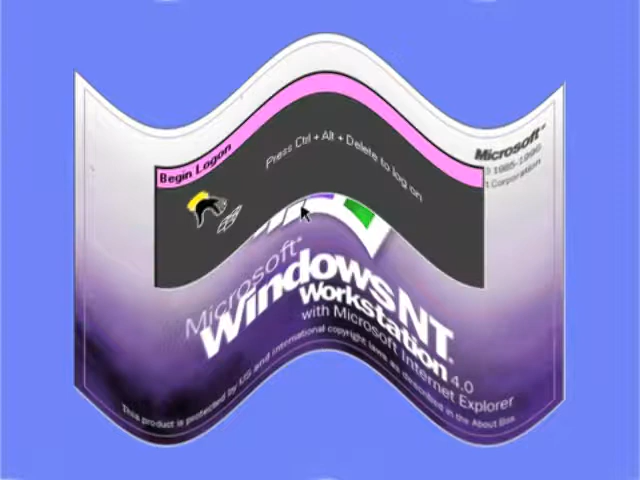 Microsoft®
1985-1996
t Corporation
Begin Logon
Press Ctrl + Alt + Delete to log on
Microsoft®
Windows NT
Workstation 4.0
with Microsoft Internet Explorer
This product is protected by US and international copyright laws as described in the About Box